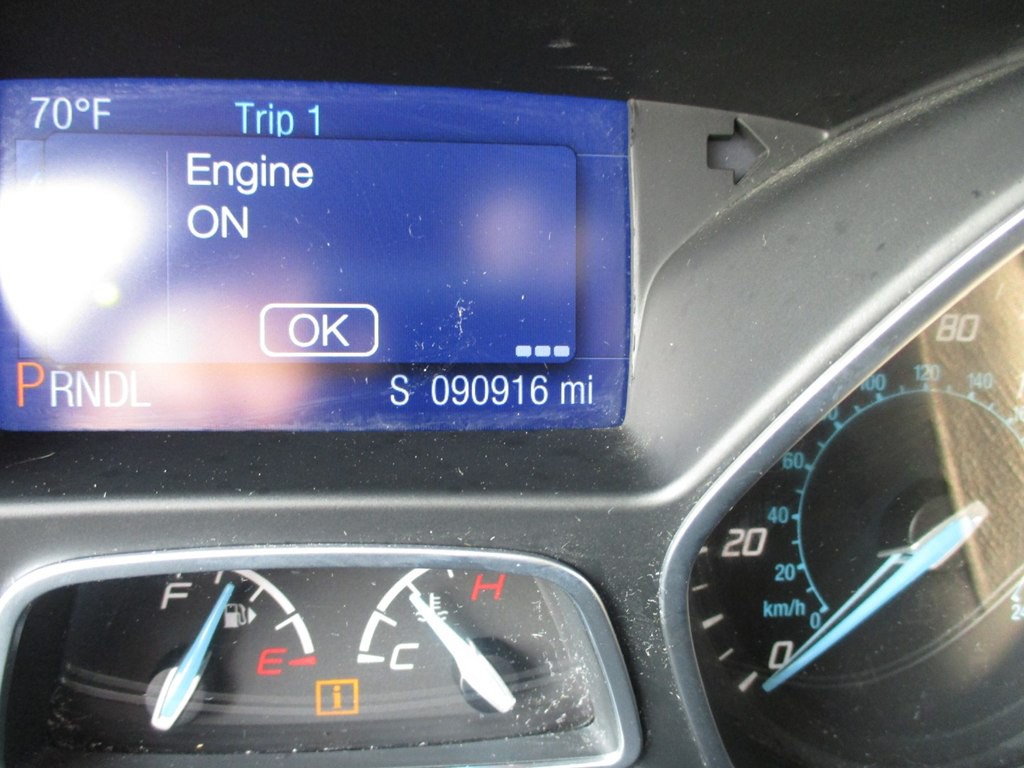 70°F Trip 1
Engine
ON
OK
PRNDL S 090916 mi
80
100 120 140
60
40
20
20
km/h 0
0
F E
C H
i